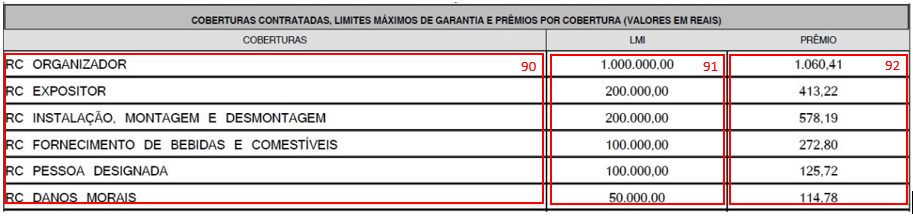 COBERTURAS CONTRATADAS, LIMITES MÁXIMOS DE GARANTIA E PRÊMIOS POR COBERTURA (VALORES EM REAIS)
COBERTURAS LMI PRÊMIO
RC ORGANIZADOR 90 1.000.000,00 91 1.060,41 92
RC EXPOSITOR 200.000,00 413,22
RC INSTALAÇÃO, MONTAGEM E DESMONTAGEM 200.000,00 578,19
RC FORNECIMENTO DE BEBIDAS E COMESTÍVEIS 100.000,00 272,80
RC PESSOA DESIGNADA 100.000,00 125,72
RC DANOS MORAIS 50.000,00 114,78